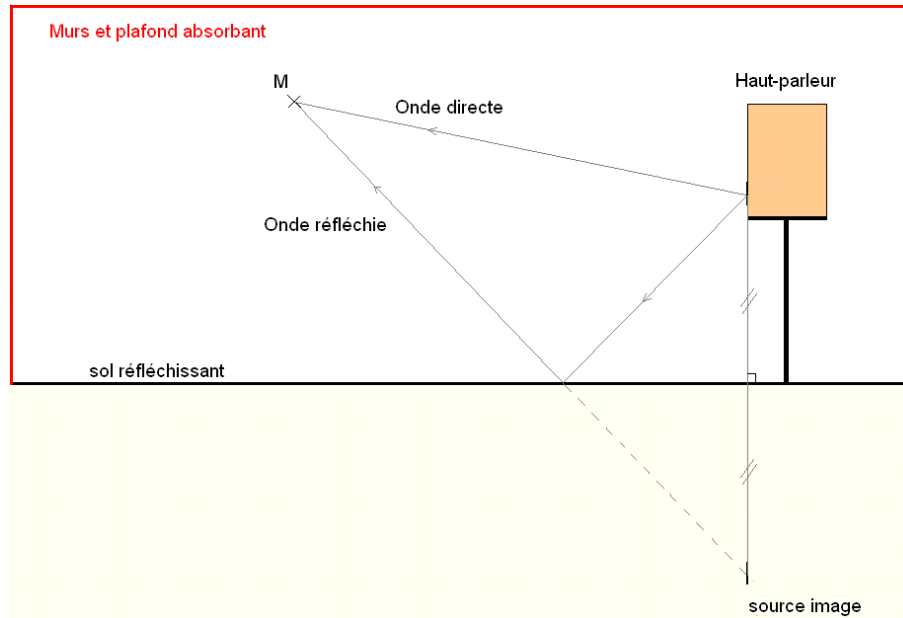 Murs et plafond absorbant
M
Haut-parleur
Onde directe
Onde réfléchie
sol réfléchissant
source image